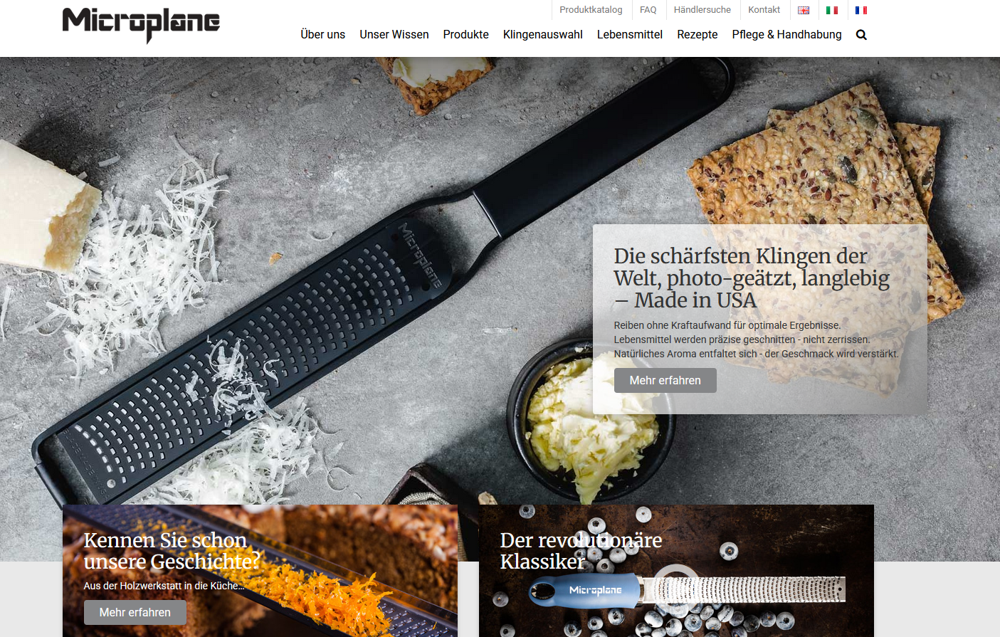 Microplane
Produktkatalog
FAQ
Händlersuche
Kontakt
Über uns
Unser Wissen
Produkte
Klingenauswahl
Lebensmittel
Rezepte
Pflege & Handhabung
Microplane
Die schärfsten Klingen der
Welt, photo-geätzt, langlebig
– Made in USA
Reiben ohne Kraftaufwand für optimale Ergebnisse.
Lebensmittel werden präzise geschnitten - nicht zerrissen.
Natürliches Aroma entfaltet sich - der Geschmack wird verstärkt.
Mehr erfahren
Kennen Sie schon
unsere Geschichte?
Aus der Holzwerkstatt in die Küche...
Mehr erfahren
Der revolutionäre
Klassiker
Microplane